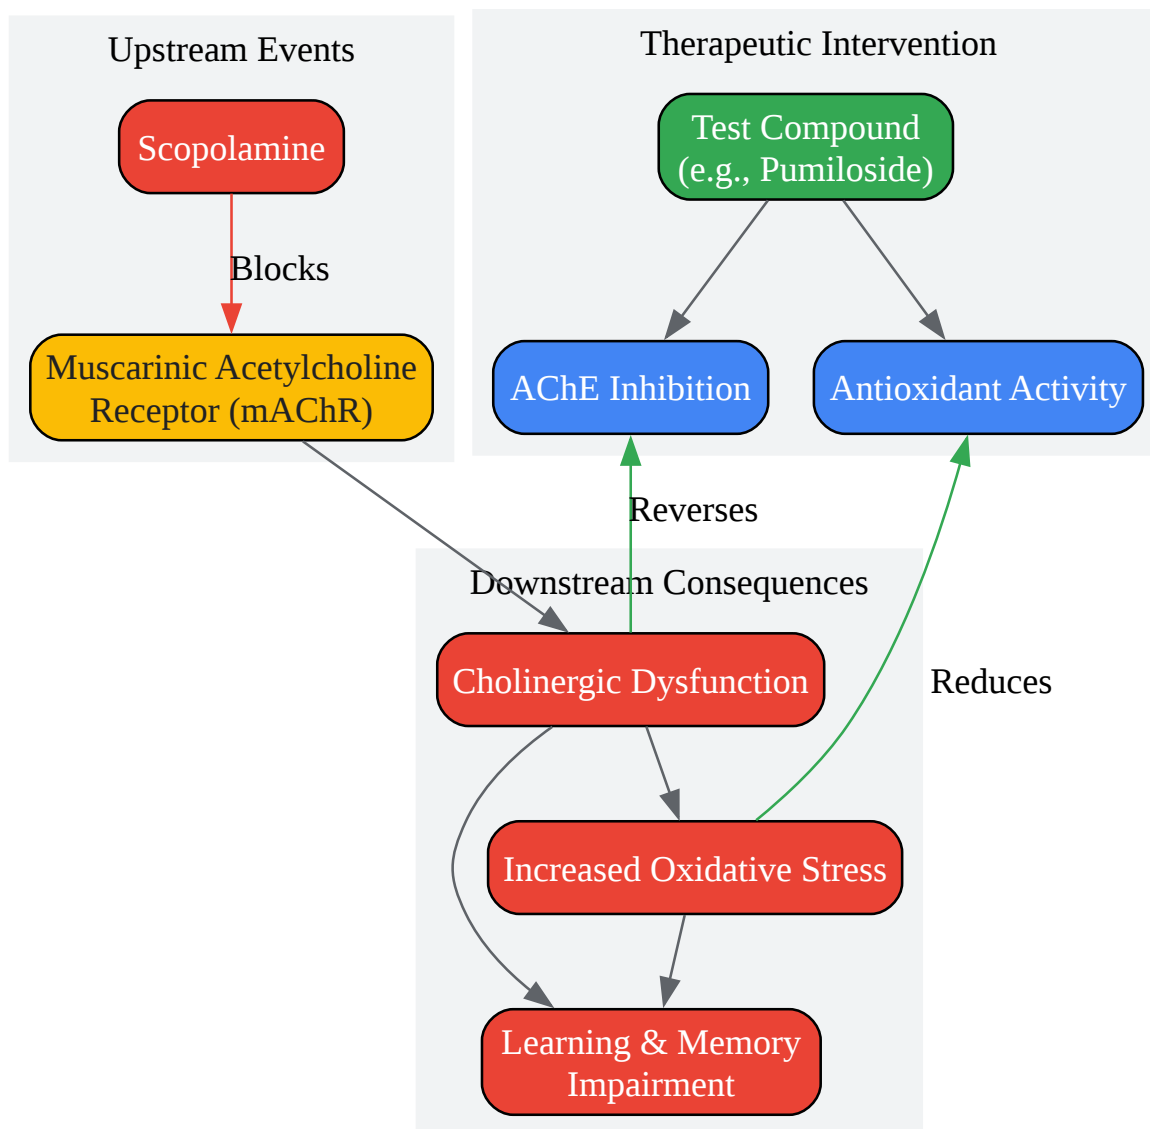 Upstream Events
Scopolamine
Blocks
Muscarinic Acetylcholine
Receptor (mAChR)
Therapeutic Intervention
Test Compound
(e.g., Pumiloside)
AChE Inhibition
Antioxidant Activity
Reverses
Reduces
Downstream Consequences
Cholinergic Dysfunction
Increased Oxidative Stress
Learning & Memory
Impairment